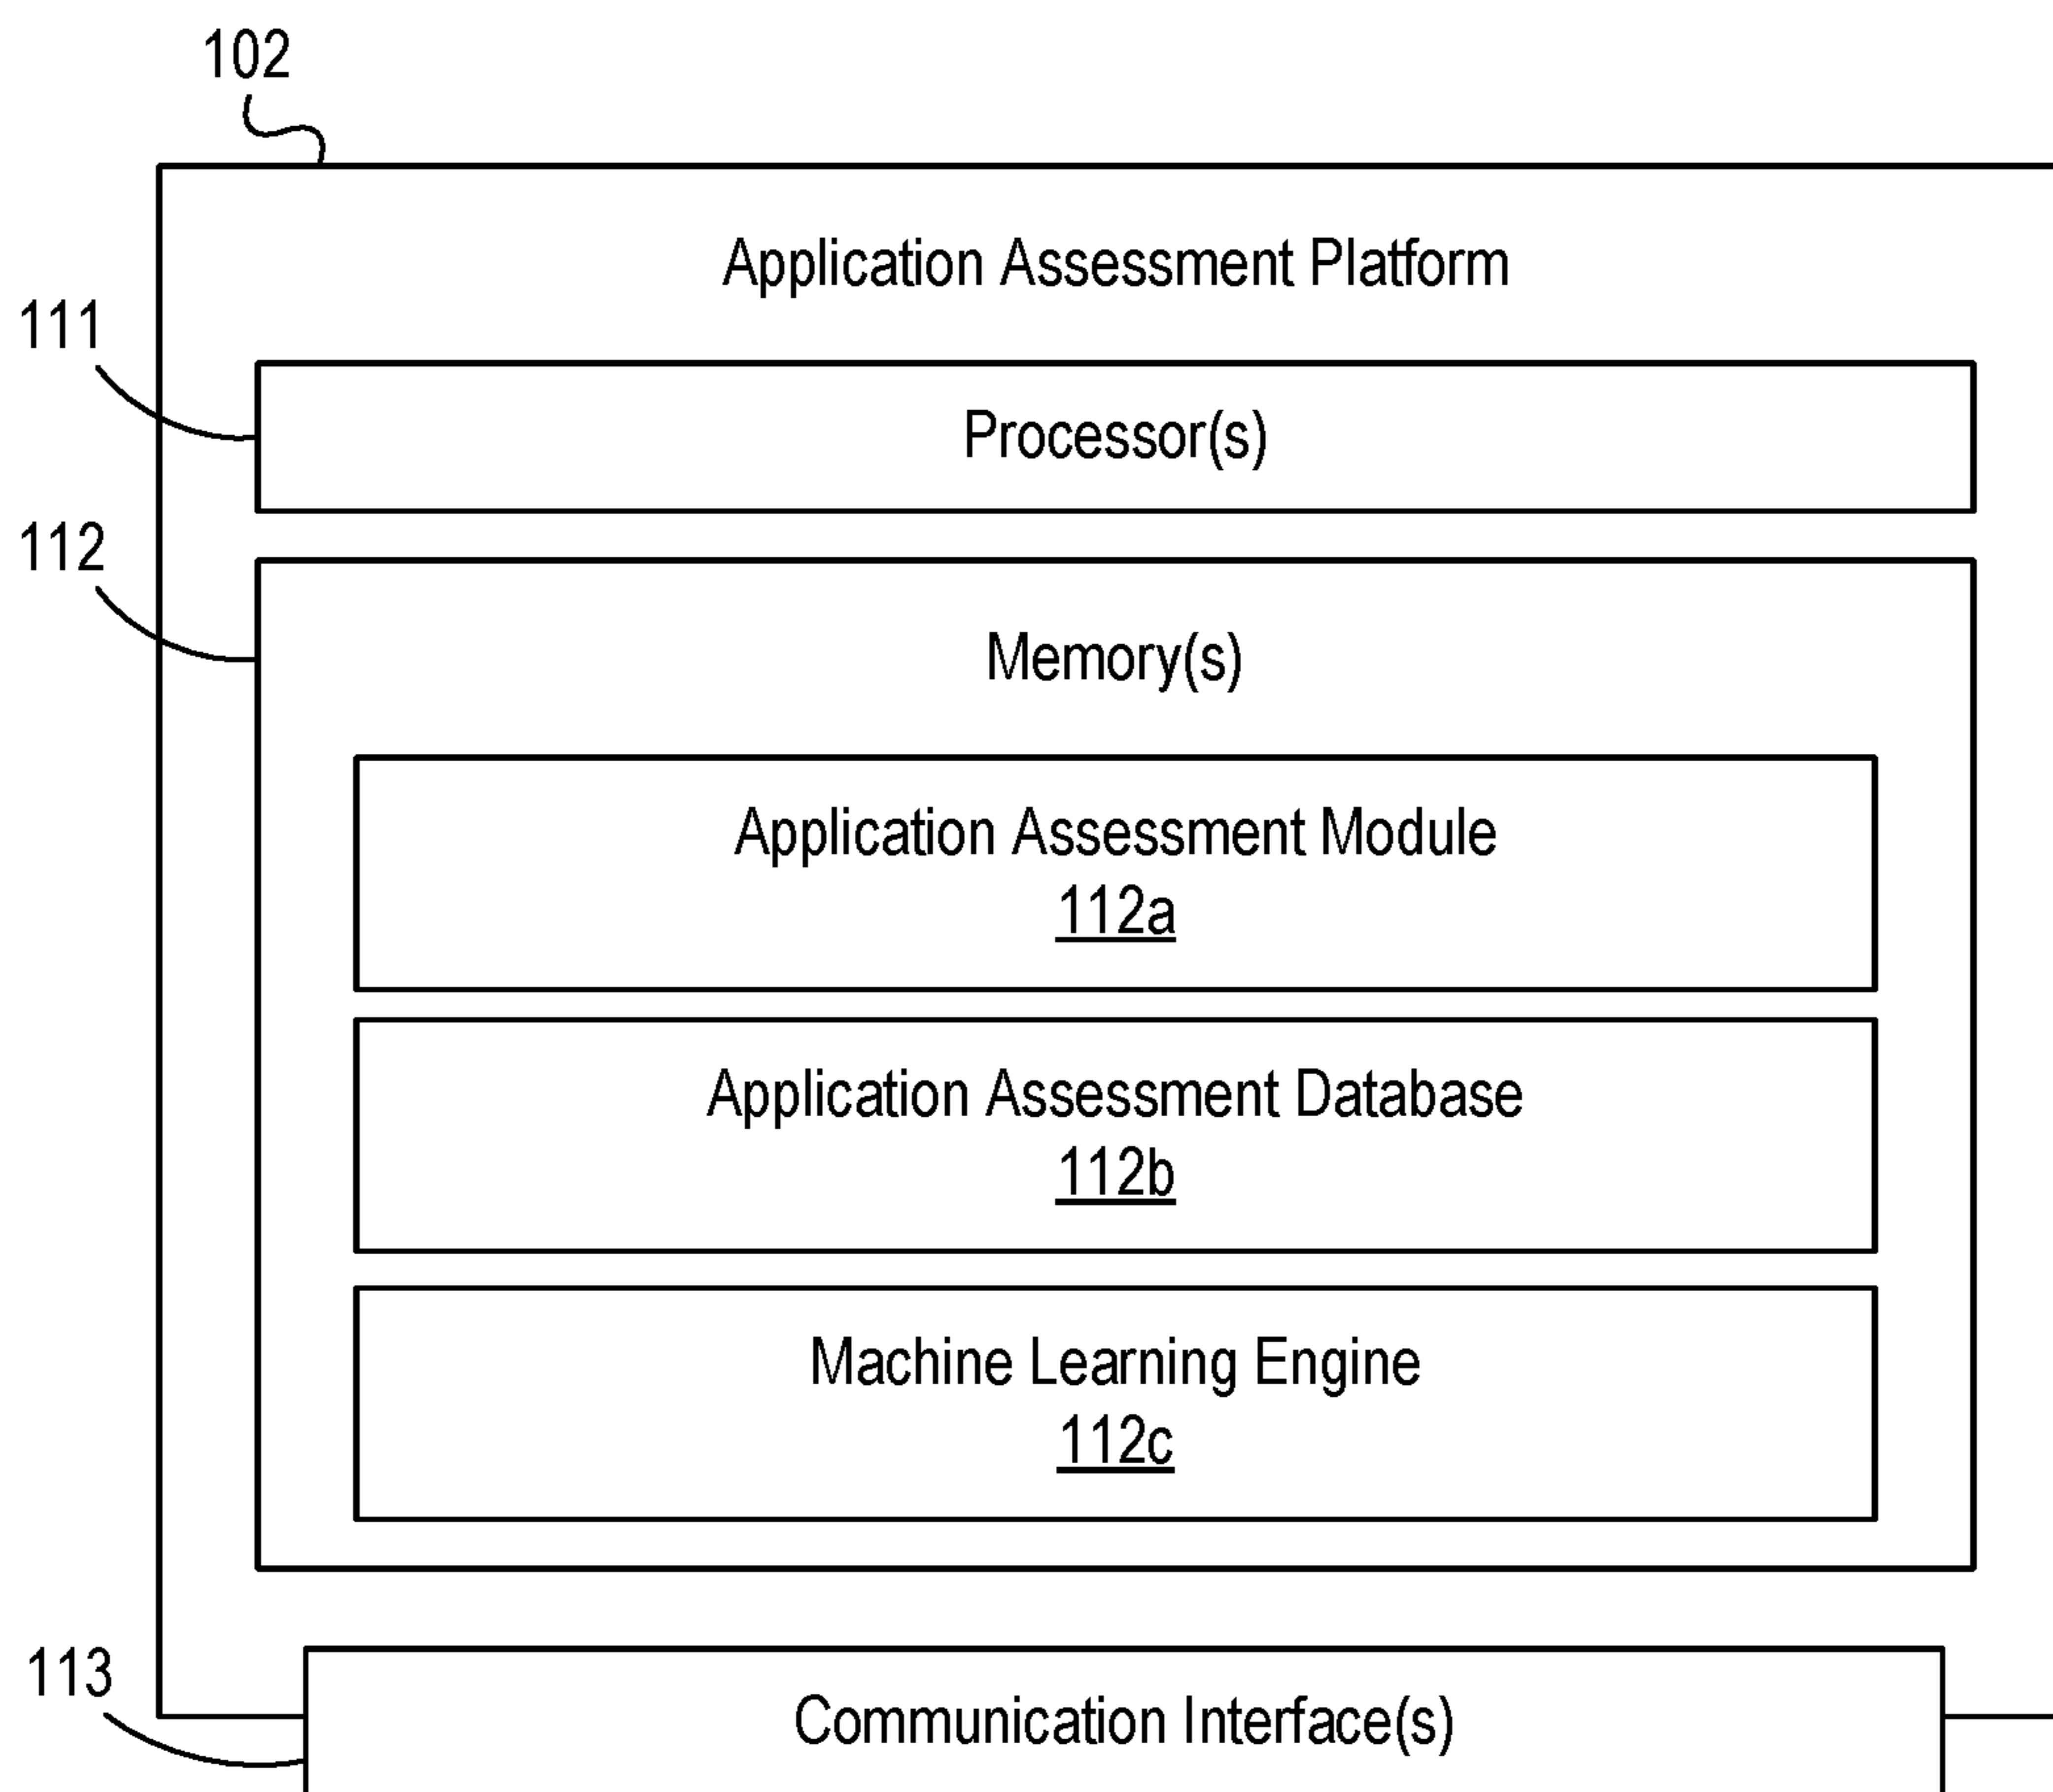 102
Application Assessment Platform
111
Processor(s)
112
Memory(s)
Application Assessment Module
112a
Application Assessment Database
112b
Machine Learning Engine
112c
113
Communication Interface(s)